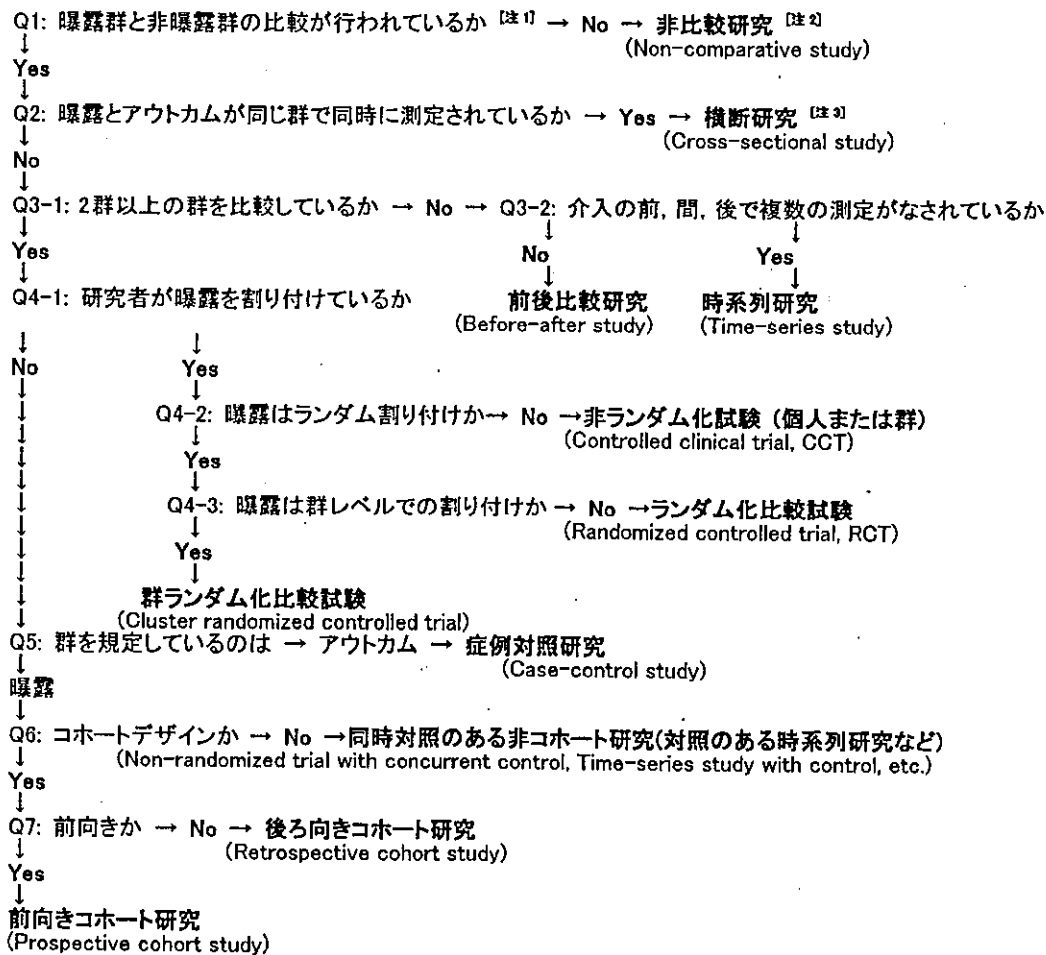 Q1: 曝露群と非曝露群の比較が行われているか [注1] → No → 非比較研究 [注2]
↓ (Non-comparative study)
Yes
↓
Q2: 曝露とアウトカムが同じ群で同時に測定されているか → Yes → 横断研究 [注3]
↓ (Cross-sectional study)
No
↓
Q3-1: 2群以上の群を比較しているか → No → Q3-2: 介入の前, 間, 後で複数の測定がなされているか
↓ ↓ ↓
Yes No Yes
↓ ↓ ↓
Q4-1: 研究者が曝露を割り付けているか 前後比較研究 時系列研究
(Before-after study) (Time-series study)
↓ ↓
No Yes
↓ ↓
Q4-2: 曝露はランダム割り付けか→ No →非ランダム化試験 (個人または群)
↓ (Controlled clinical trial, CCT)
Yes
↓
Q4-3: 曝露は群レベルでの割り付けか → No →ランダム化比較試験
↓ (Randomized controlled trial, RCT)
Yes
↓
群ランダム化比較試験
(Cluster randomized controlled trial)
Q5: 群を規定しているのは → アウトカム → 症例対照研究
↓ (Case-control study)
曝露
↓
Q6: コホートデザインか → No →同時対照のある非コホート研究(対照のある時系列研究など)
↓ (Non-randomized trial with concurrent control, Time-series study with control, etc.)
Yes
↓
Q7: 前向きか → No → 後ろ向きコホート研究
↓ (Retrospective cohort study)
Yes
↓
前向きコホート研究
(Prospective cohort study)